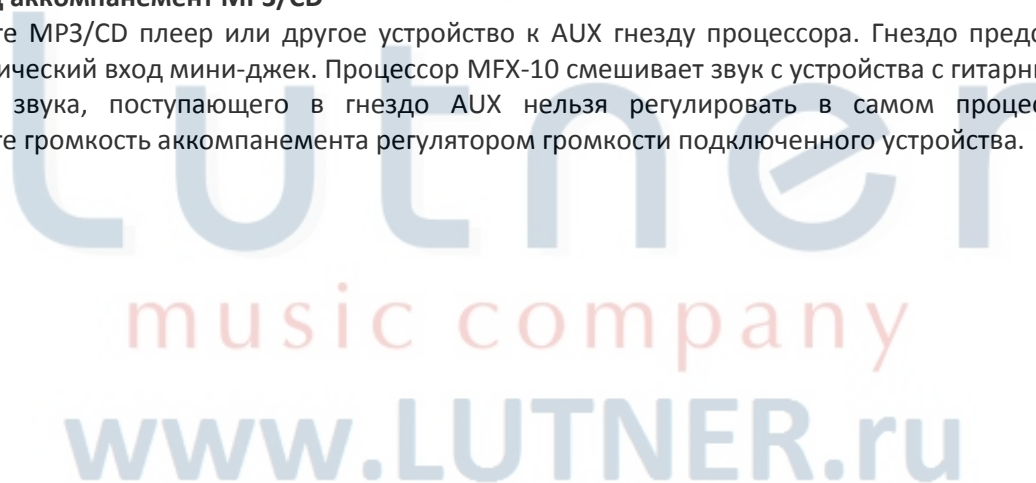 аккомпанемент MP3/CD
те MP3/CD плеер или другое устройство к AUX гнезду процессора. Гнездо предс
ический вход мини-джек. Процессор MFX-10 смешивает звук с устройства с гитарн
звука, поступающего в гнездо AUX нельзя регулировать в самом процес
те громкость аккомпанемента регулятором громкости подключенного устройства.
Lutner
music company
www.LUTNER.ru